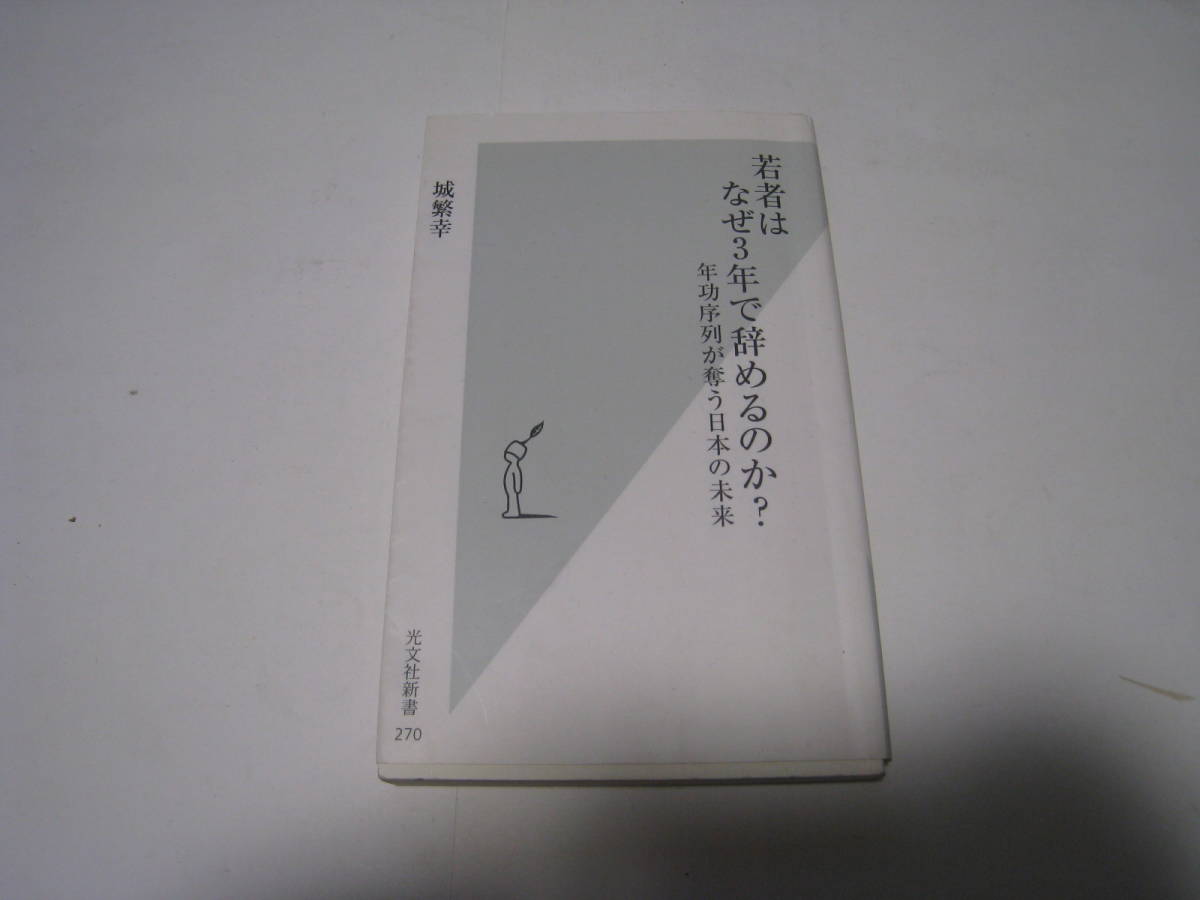 若者は
なぜ3年で辞めるのか?
年功序列が奪う日本の未来
城繁幸
光文社新書
270